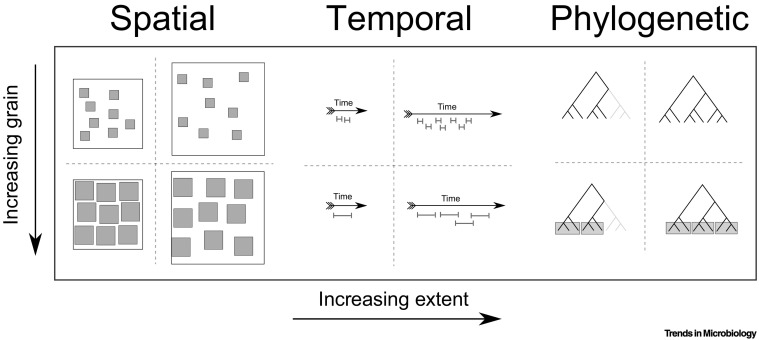 Spatial Temporal Phylogenetic
Increasing grain
Time Time
Time Time
Increasing extent
Trends in Microbiology